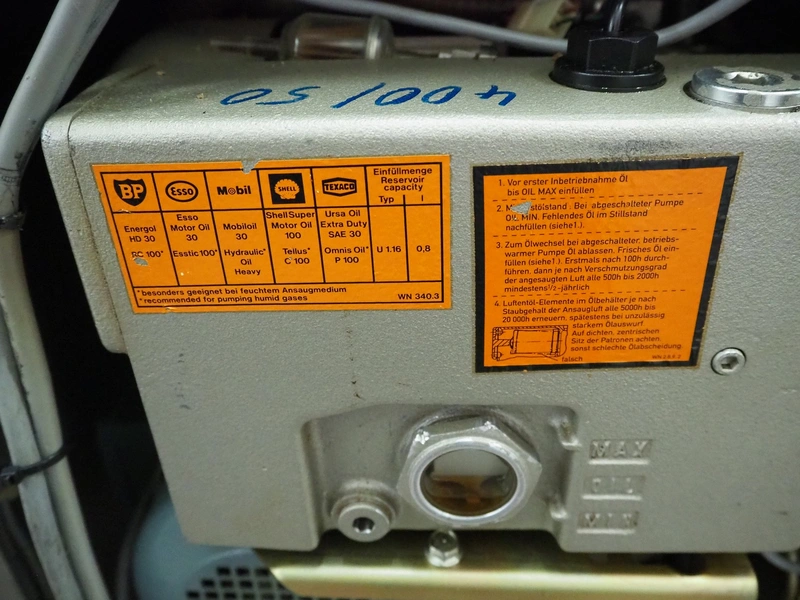 400/50
BP
Esso
Mobil
SHELL
TEXACO
Einfüllmenge
Reservoir
capacity
Typ
l
Energol
HD 30
RC 100*
Esso
Motor Oil
30
Esstic 100*
Mobiloil
30
Hydraulic*
Oil
Heavy
Shell Super
Motor Oil
100
Tellus*
C 100
Ursa Oil
Extra Duty
SAE 30
Omnis Oil*
P 100
U 1.16
0,8
*besonders geeignet bei feuchtem Ansaugmedium
*recommended for pumping humid gases
WN 340.3
1. Vor erster Inbetriebnahme Öl
bis OIL MAX einfüllen
2. Bei abgeschalteter Pumpe
OIL MIN. Fehlendes Öl im Stillstand
nachfüllen (siehe 1.).
3. Zum Ölwechsel bei abgeschalteter, betriebs-
warmer Pumpe Öl ablassen. Frisches Öl ein-
füllen (siehe 1.). Erstmals nach 100h durch-
führen, dann je nach Verschmutzungsgrad
der angesaugten Luft alle 500h bis 2000h
mindestens 1/2-jährlich
4. Luftentöl-Elemente im Ölbehälter je nach
Staubgehalt der Ansaugluft alle 5000h bis
20 000h erneuern, spätestens bei unzulässig
starkem Ölauswurf
Auf dichten, zentrischen
Sitz der Patronen achten
sonst schlechte Ölabscheidung.
falsch
MAX
OIL
MIN